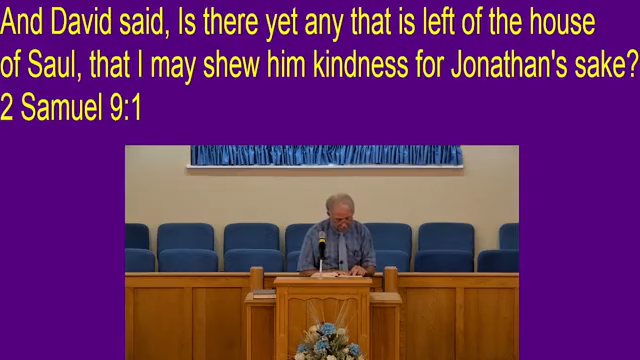 And David said, Is there yet any that is left of the house
of Saul, that I may shew him kindness for Jonathan's sake?
2 Samuel 9:1